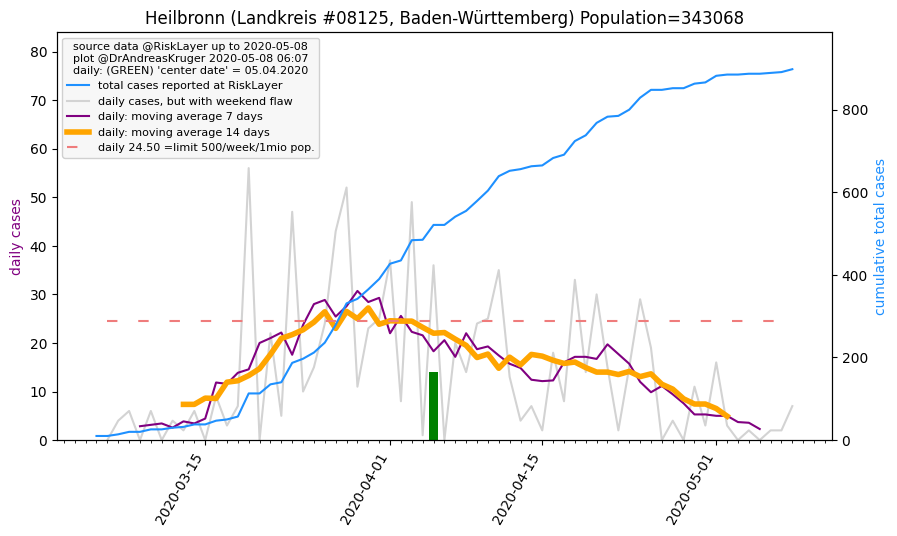 Heilbronn (Landkreis #08125, Baden-Württemberg) Population=343068
source data @RiskLayer up to 2020-05-08
plot @DrAndreasKruger 2020-05-08 06:07
daily: (GREEN) 'center date' = 05.04.2020
total cases reported at RiskLayer
daily cases, but with weekend flaw
daily: moving average 7 days
daily: moving average 14 days
daily 24.50 =limit 500/week/1mio pop.
daily cases
80
70
60
50
40
30
20
10
0
cumulative total cases
800
600
400
200
0
2020-03-15
2020-04-01
2020-04-15
2020-05-01